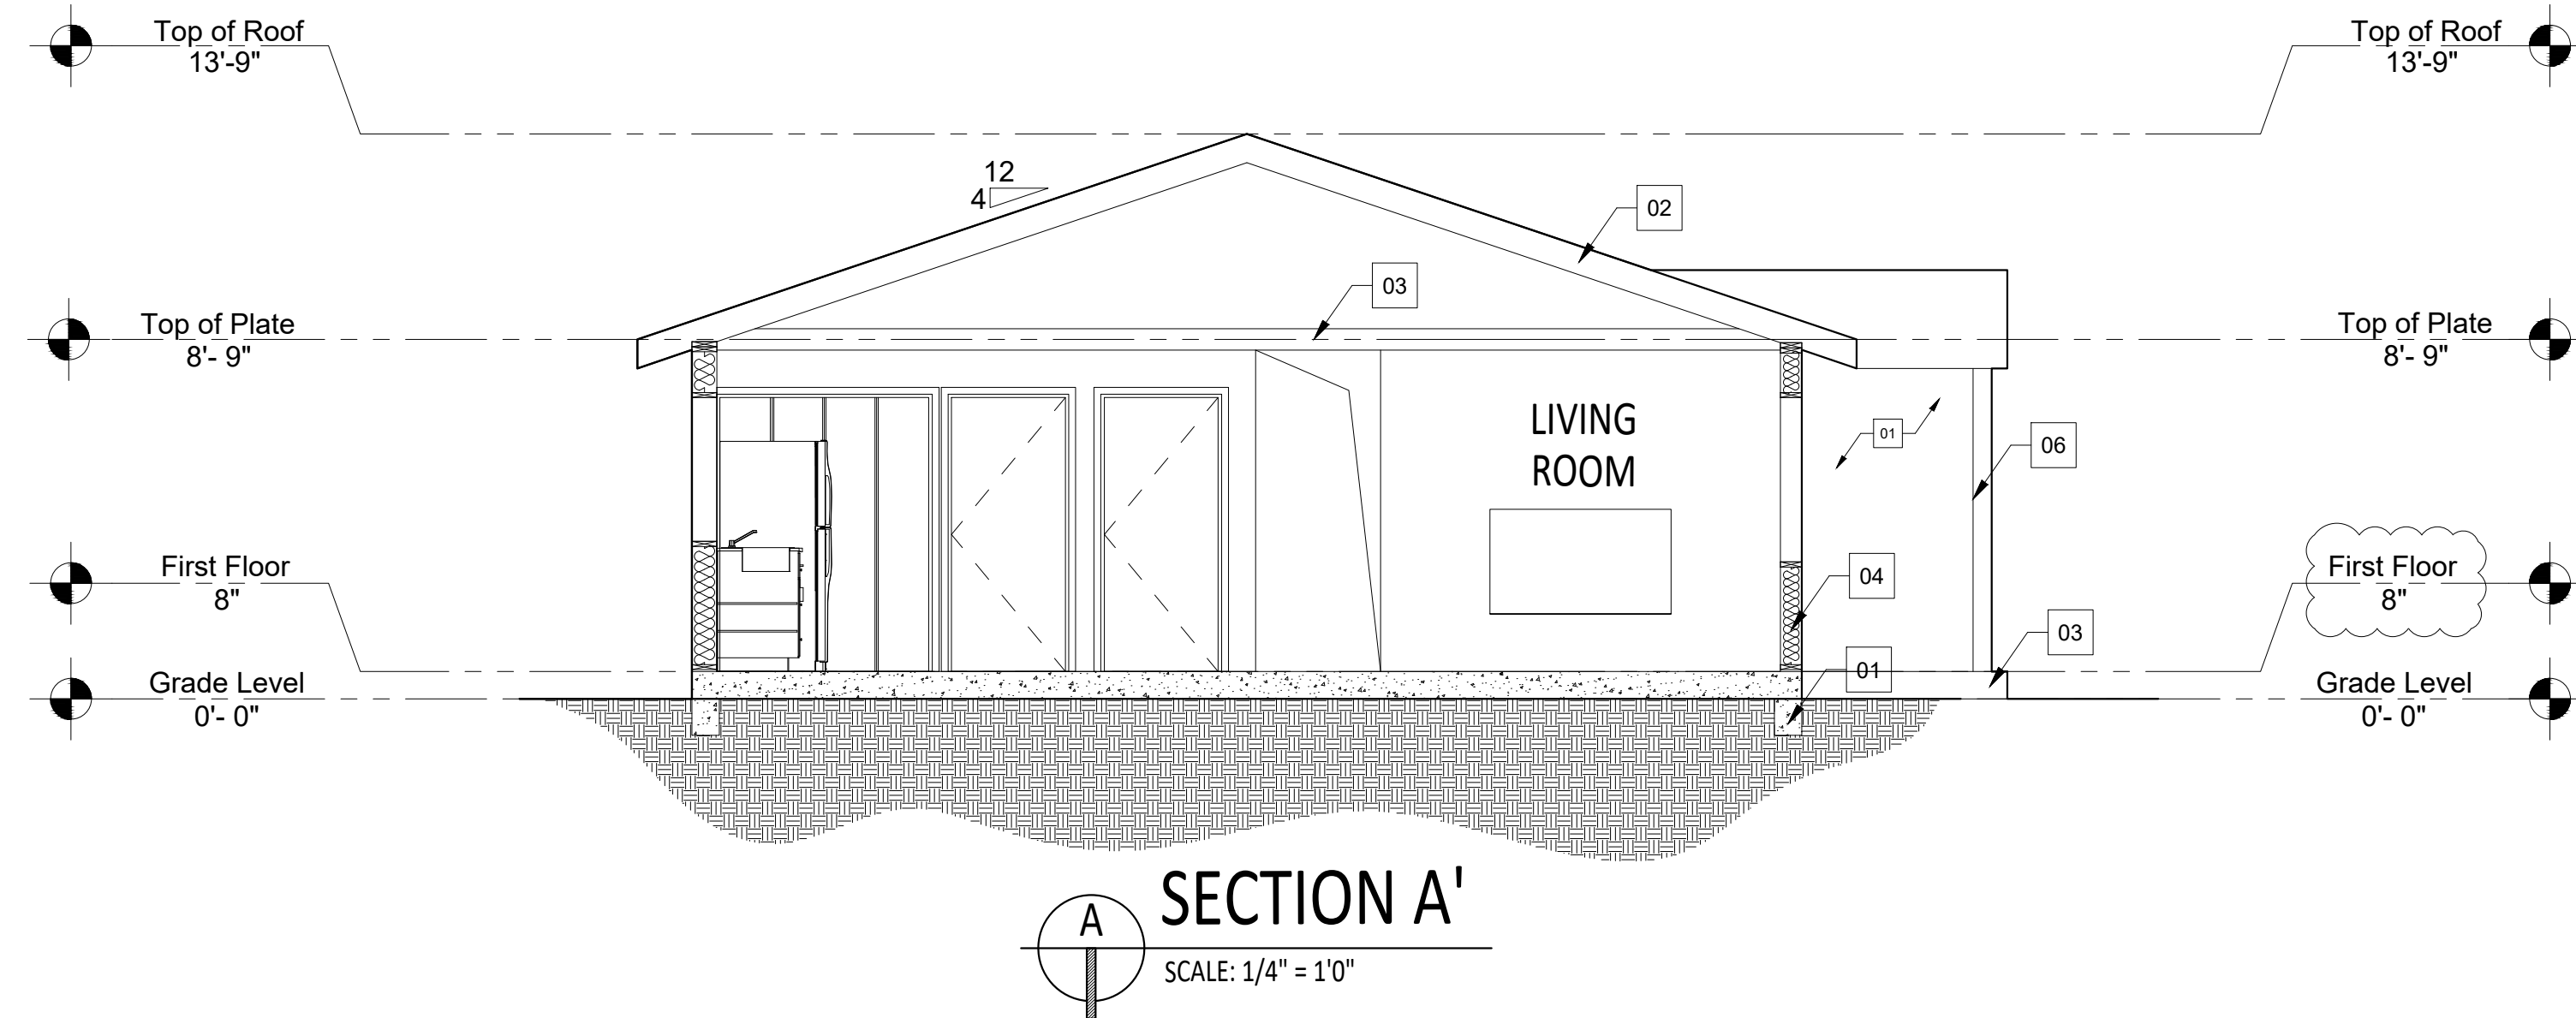 Top of Roof
13'-9"
Top of Roof
13'-9"
12
4
02
03
Top of Plate
8'- 9"
Top of Plate
8'- 9"
LIVING
ROOM
01
06
First Floor
8"
04
First Floor
8"
03
01
Grade Level
0'- 0"
Grade Level
0'- 0"
A
SECTION A'
SCALE: 1/4" = 1'0"